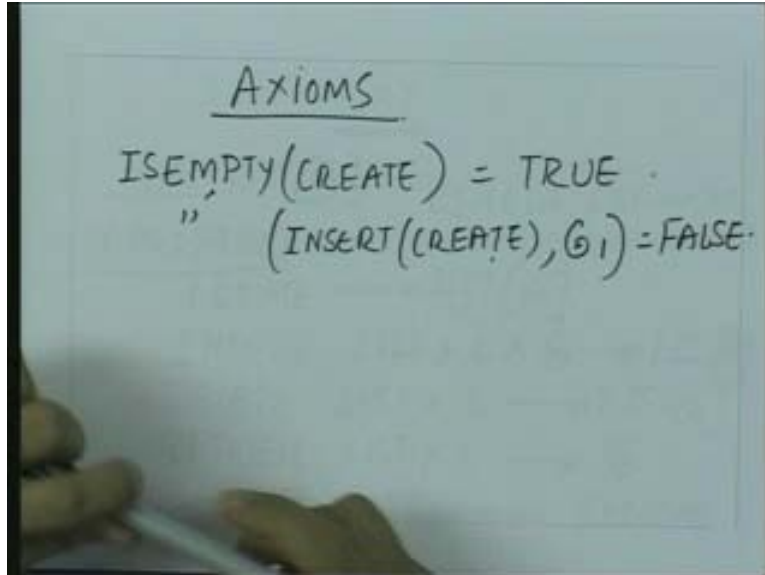 AXIOMS
ISEMPTY(CREATE) = TRUE.
" (INSERT(CREATE), G1) = FALSE.